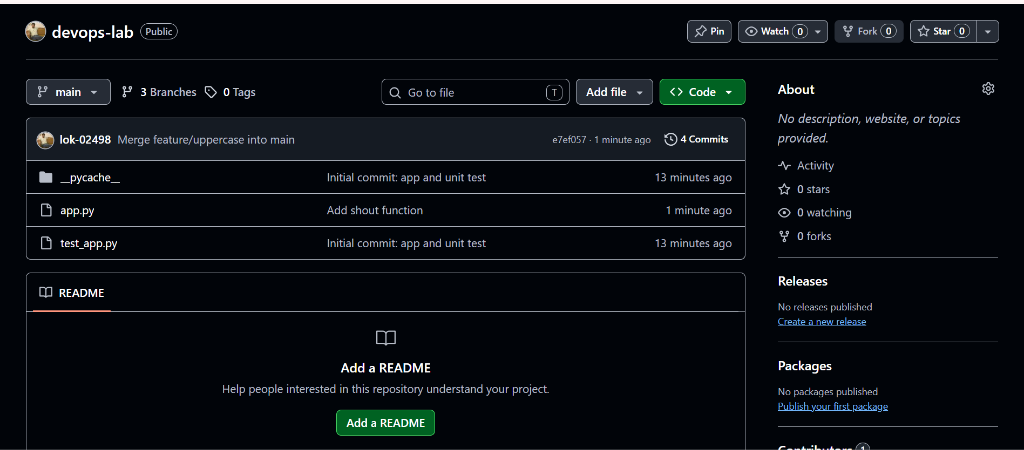 devops-lab Public
Pin Watch 0 Fork 0 Star 0
main 3 Branches 0 Tags Go to file T Add file Code
lok-02498 Merge feature/uppercase into main e7ef057 · 1 minute ago 4 Commits
__pycache__ Initial commit: app and unit test 13 minutes ago
app.py Add shout function 1 minute ago
test_app.py Initial commit: app and unit test 13 minutes ago
README
Add a README
Help people interested in this repository understand your project.
Add a README
About
No description, website, or topics
provided.
Activity
0 stars
0 watching
0 forks
Releases
No releases published
Create a new release
Packages
No packages published
Publish your first package
Contributors 1